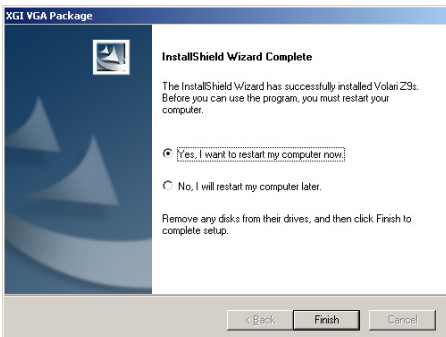 XGI VGA Package
InstallShield Wizard Complete
The InstallShield Wizard has successfully installed Volari Z9s.
Before you can use the program, you must restart your
computer.
Yes, I want to restart my computer now.
No, I will restart my computer later.
Remove any disks from their drives, and then click Finish to
complete setup.
< Back
Finish
Cancel